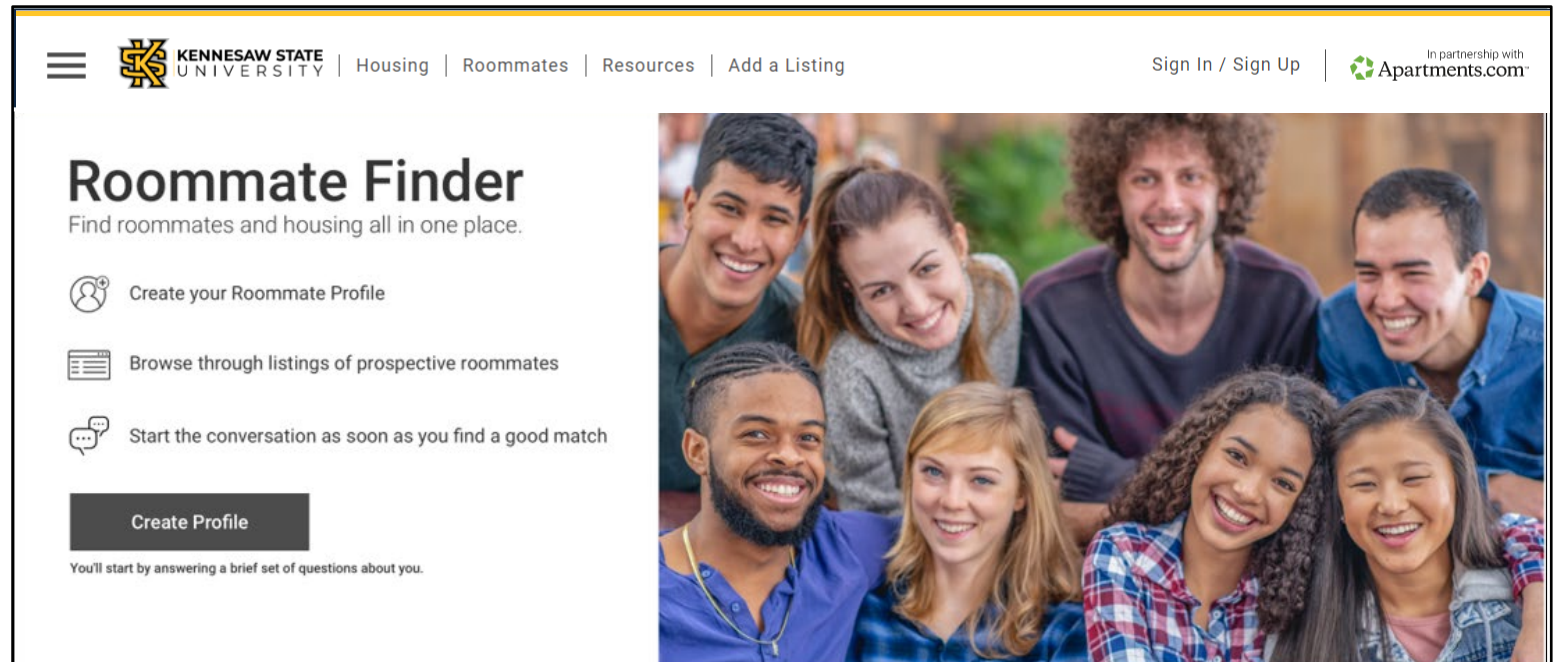 KENNESAW STATE
UNIVERSITY
Housing
Roommates
Resources
Add a Listing
Sign In / Sign Up
In partnership with
Apartments.com™
Roommate Finder
Find roommates and housing all in one place.
Create your Roommate Profile
Browse through listings of prospective roommates
Start the conversation as soon as you find a good match
Create Profile
You'll start by answering a brief set of questions about you.